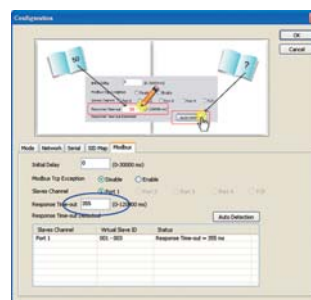 Configuration
OK
Cancel
50
?
Mode Network Serial SID Map Modbus
Initial Delay 0 (0-30000 ms)
Modbus Tcp Exception Disable Enable
Slaves Channel Port 1 Port 2 Port 3 Port 4
Response Time-out 355 (0-120000 ms)
Response Time-out Detected
Auto Detection
Slaves Channel Virtual Slave ID Status
Port 1 001 - 003 Response Time-out = 355 ms